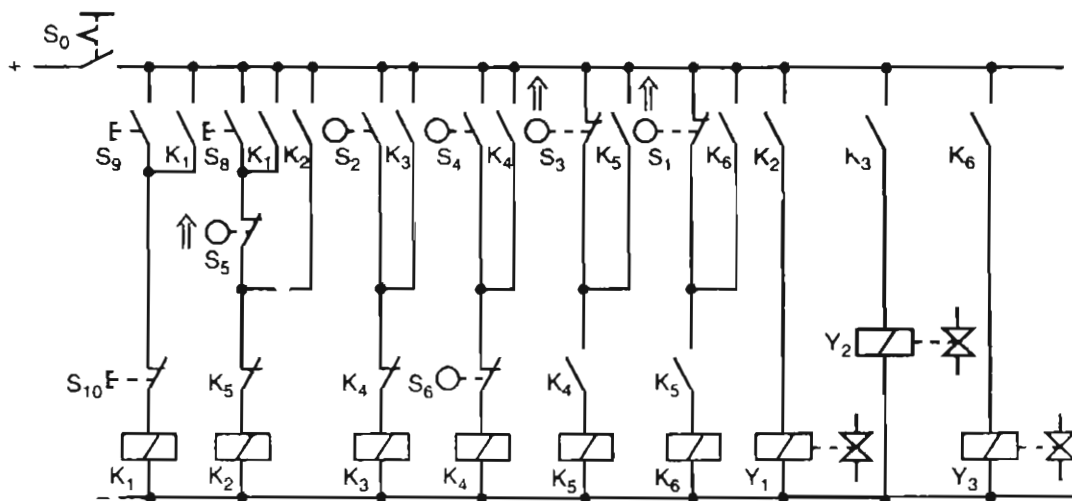 S0
+
S9 K1 S8 K1 K2 S2 K3 S4 K4 S3 K5 S1 K6 K2 K3 K6
S5
Y2
S10 K5 K4 S6 K4 K5
K1 K2 K3 K4 K5 K6 Y1 Y3